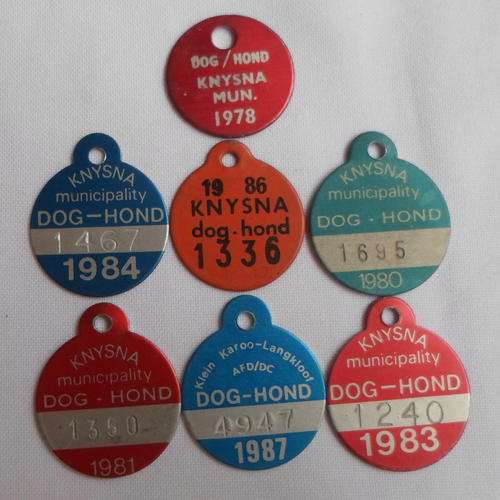 DOG / HOND
KNYSNA
MUN.
1978
KNYSNA
municipality
DOG-HOND
1467
1984
19 86
KNYSNA
dog-hond
1336
KNYSNA
municipality
DOG-HOND
1695
1980
KNYSNA
municipality
DOG-HOND
1350
1981
Klein Karoo-Langkloof
AFD/DC
DOG-HOND
4947
1987
KNYSNA
municipality
DOG-HOND
1240
1983